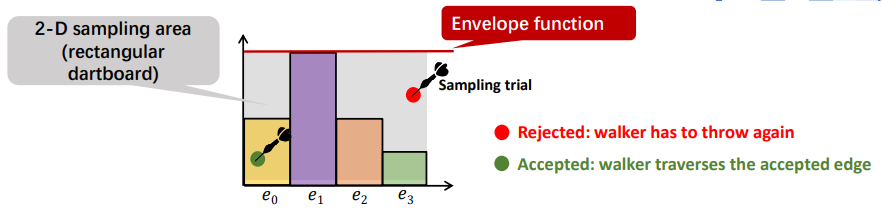 2-D sampling area
(rectangular
dartboard)
Envelope function
Sampling trial
Rejected: walker has to throw again
Accepted: walker traverses the accepted edge
e0 e1 e2 e3